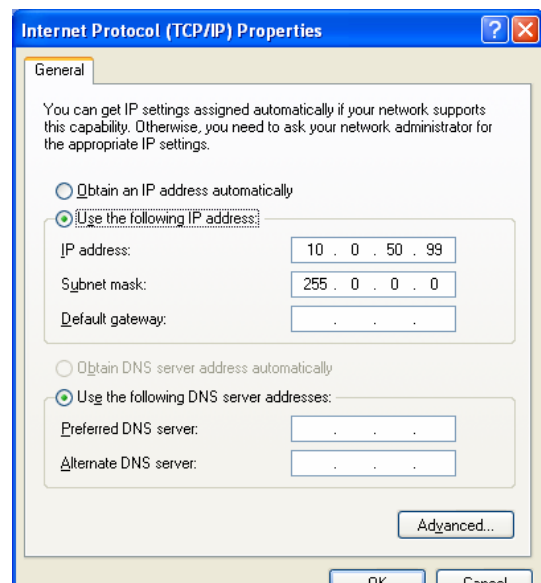 Internet Protocol (TCP/IP) Properties
General
You can get IP settings assigned automatically if your network supports
this capability. Otherwise, you need to ask your network administrator for
the appropriate IP settings.
Obtain an IP address automatically
Use the following IP address:
IP address: 10 . 0 . 50 . 99
Subnet mask: 255 . 0 . 0 . 0
Default gateway: . . .
Obtain DNS server address automatically
Use the following DNS server addresses:
Preferred DNS server: . . .
Alternate DNS server: . . .
Advanced...
OK Cancel